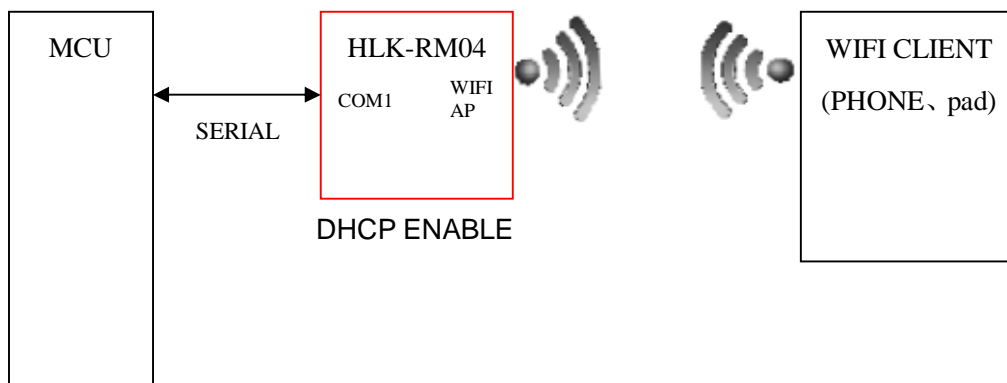 MCU
SERIAL
HLK-RM04
COM1
WIFI
AP
DHCP ENABLE
WIFI CLIENT
(PHONE、pad)